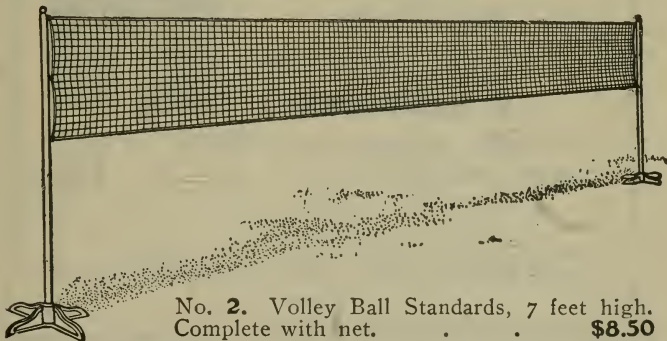 No. 2. Volley Ball Standards, 7 feet high.
Complete with net. . . $8.50